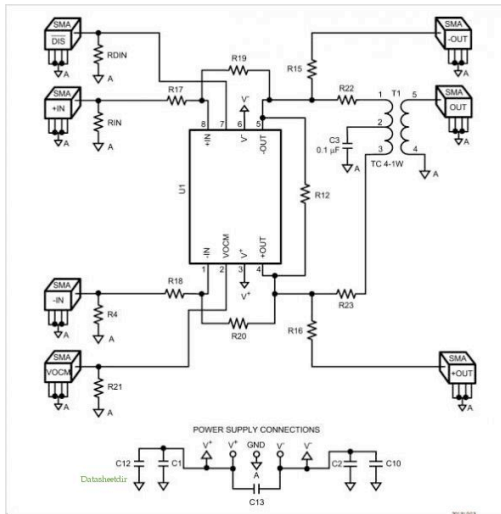 SMA
DIS
A
RDIN
A
SMA
+IN
A
RIN
A
R17
R19
R15
SMA
-OUT
A
R22
T1
1
2
3
5
4
TC 4-1W
SMA
OUT
A
A
C3
0.1 µF
A
V-
8
7
6
5
+IN
V-
-OUT
U1
R12
-IN
VOCM
V+
+OUT
1
2
3
4
V+
SMA
-IN
A
R4
A
R18
R20
R23
R16
SMA
VOCM
A
R21
A
SMA
+OUT
A
POWER SUPPLY CONNECTIONS
V+
V+
GND
V-
V-
A
C12
C1
C13
C2
C10
Datasheetdir